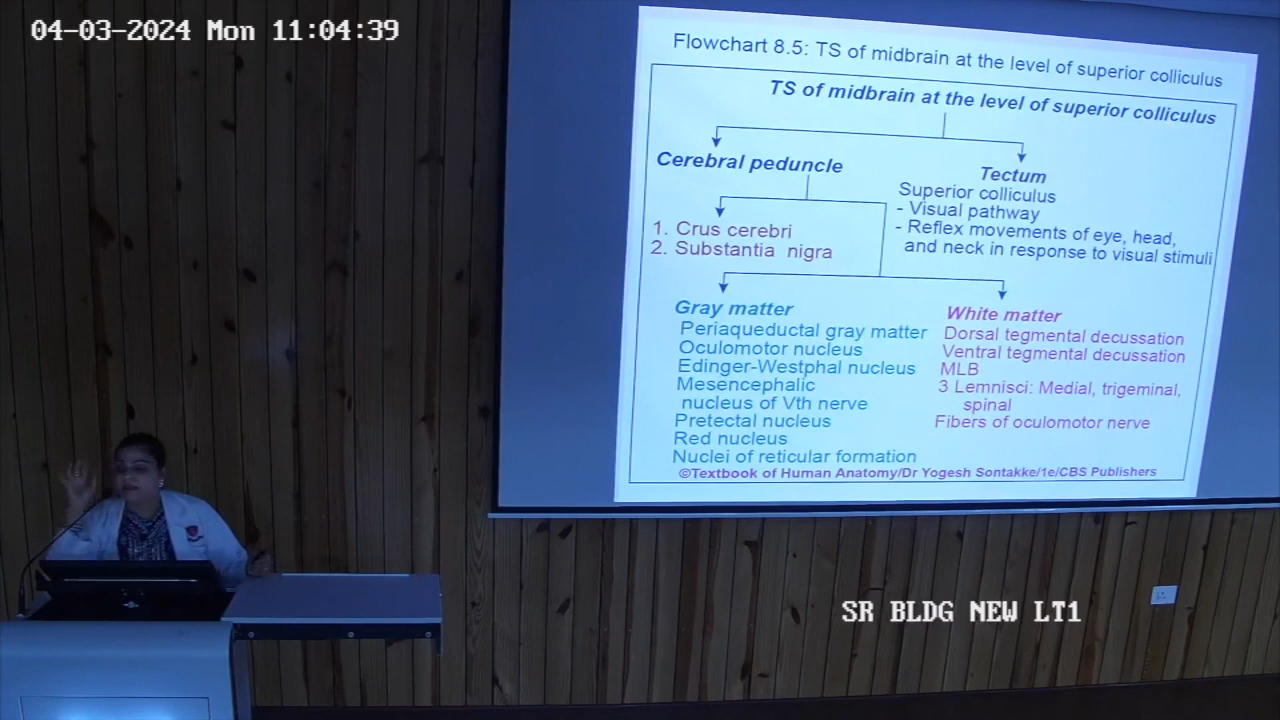 04-03-2024 Mon 11:04:39
Flowchart 8.5: TS of midbrain at the level of superior colliculus
TS of midbrain at the level of superior colliculus
Cerebral peduncle
1. Crus cerebri
2. Substantia nigra
Tectum
Superior colliculus
- Visual pathway
- Reflex movements of eye, head,
and neck in response to visual stimuli
Gray matter
Periaqueductal gray matter
Oculomotor nucleus
Edinger-Westphal nucleus
Mesencephalic
nucleus of Vth nerve
Pretectal nucleus
Red nucleus
Nuclei of reticular formation
White matter
Dorsal tegmental decussation
Ventral tegmental decussation
MLB
3 Lemnisci: Medial, trigeminal,
spinal
Fibers of oculomotor nerve
©Textbook of Human Anatomy/Dr Yogesh Sontakke/1e/CBS Publishers
SR BLDG NEW LT1